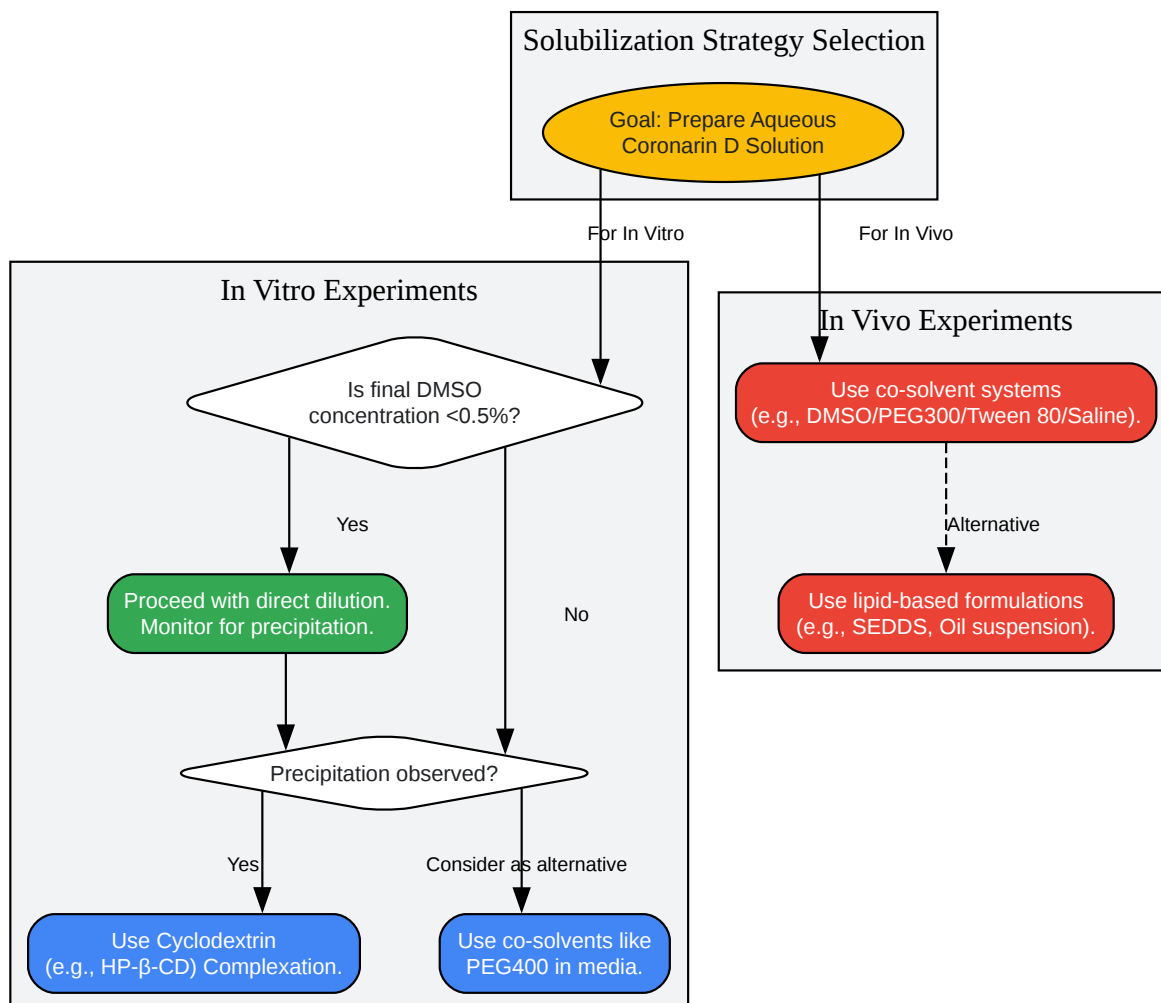 Solubilization Strategy Selection
Goal: Prepare Aqueous
Coronarin D Solution
For In Vitro
For In Vivo
In Vitro Experiments
Is final DMSO
concentration <0.5%?
Yes
Proceed with direct dilution.
Monitor for precipitation.
No
Precipitation observed?
Yes
Consider as alternative
Use Cyclodextrin
(e.g., HP-β-CD) Complexation.
Use co-solvents like
PEG400 in media.
In Vivo Experiments
Use co-solvent systems
(e.g., DMSO/PEG300/Tween 80/Saline).
Alternative
Use lipid-based formulations
(e.g., SEDDS, Oil suspension).